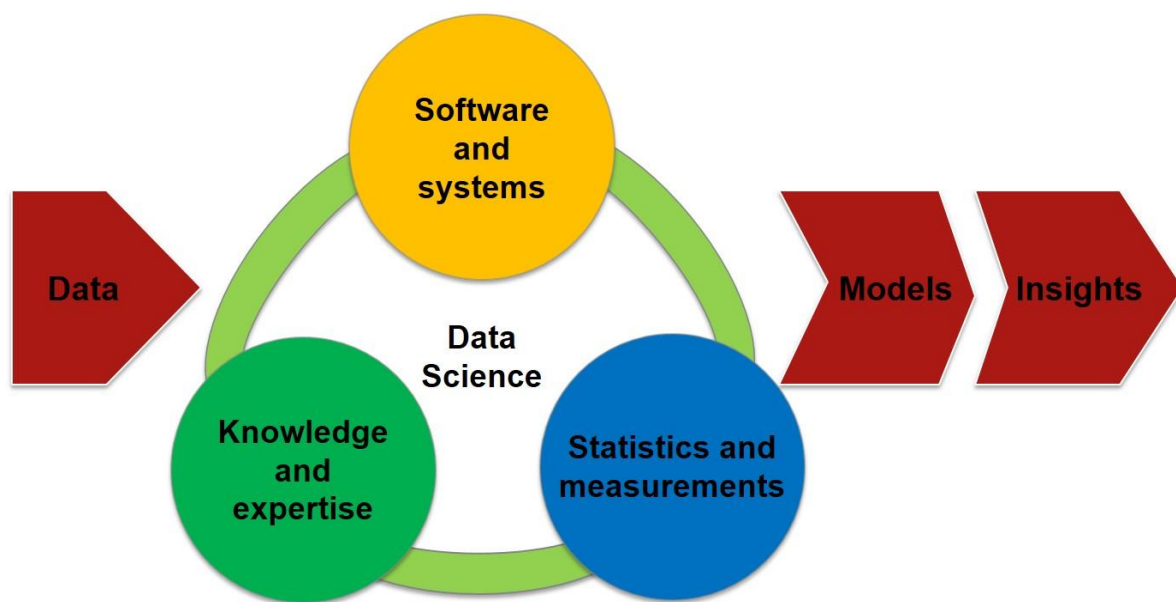 Software
and
systems
Data
Models
Insights
Data
Science
Knowledge
and
expertise
Statistics and
measurements